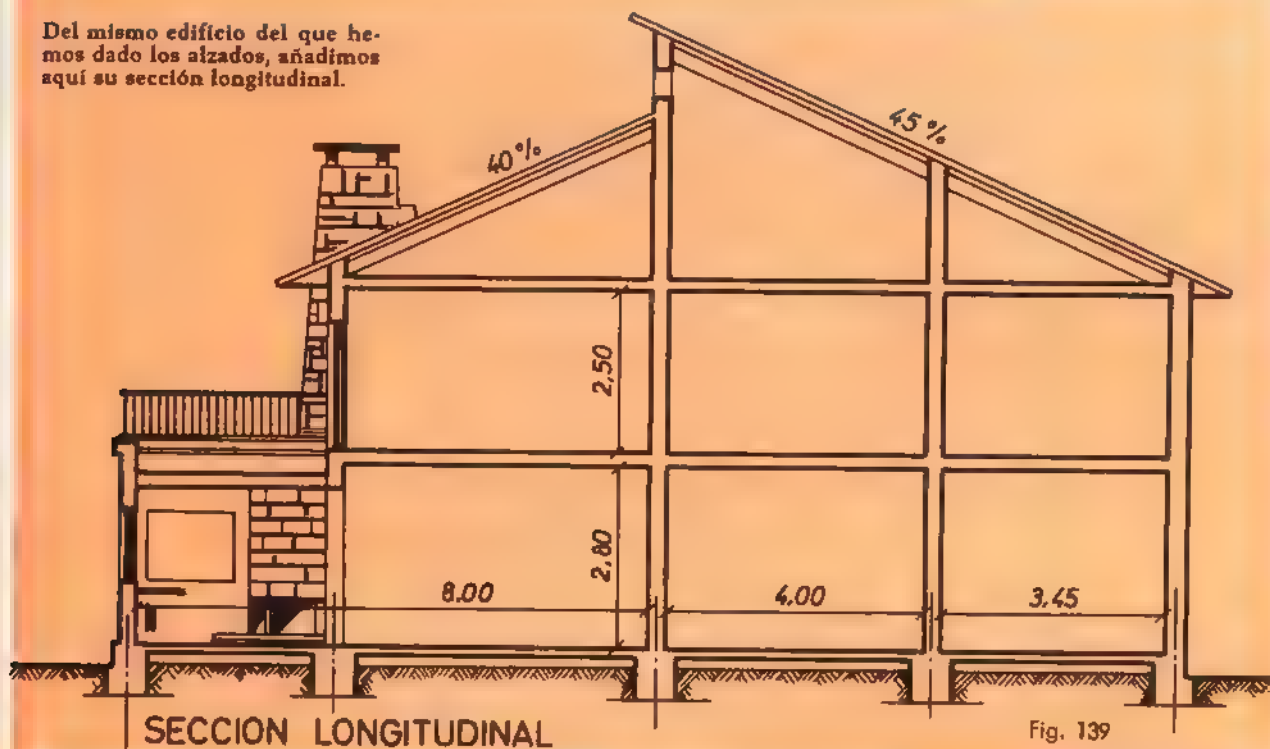 Del mismo edificio del que he-
mos dado los alzados, añadimos
aquí su sección longitudinal.
40%
45%
2,50
2,80
8.00
4,00
3,45
SECCION LONGITUDINAL
Fig. 139